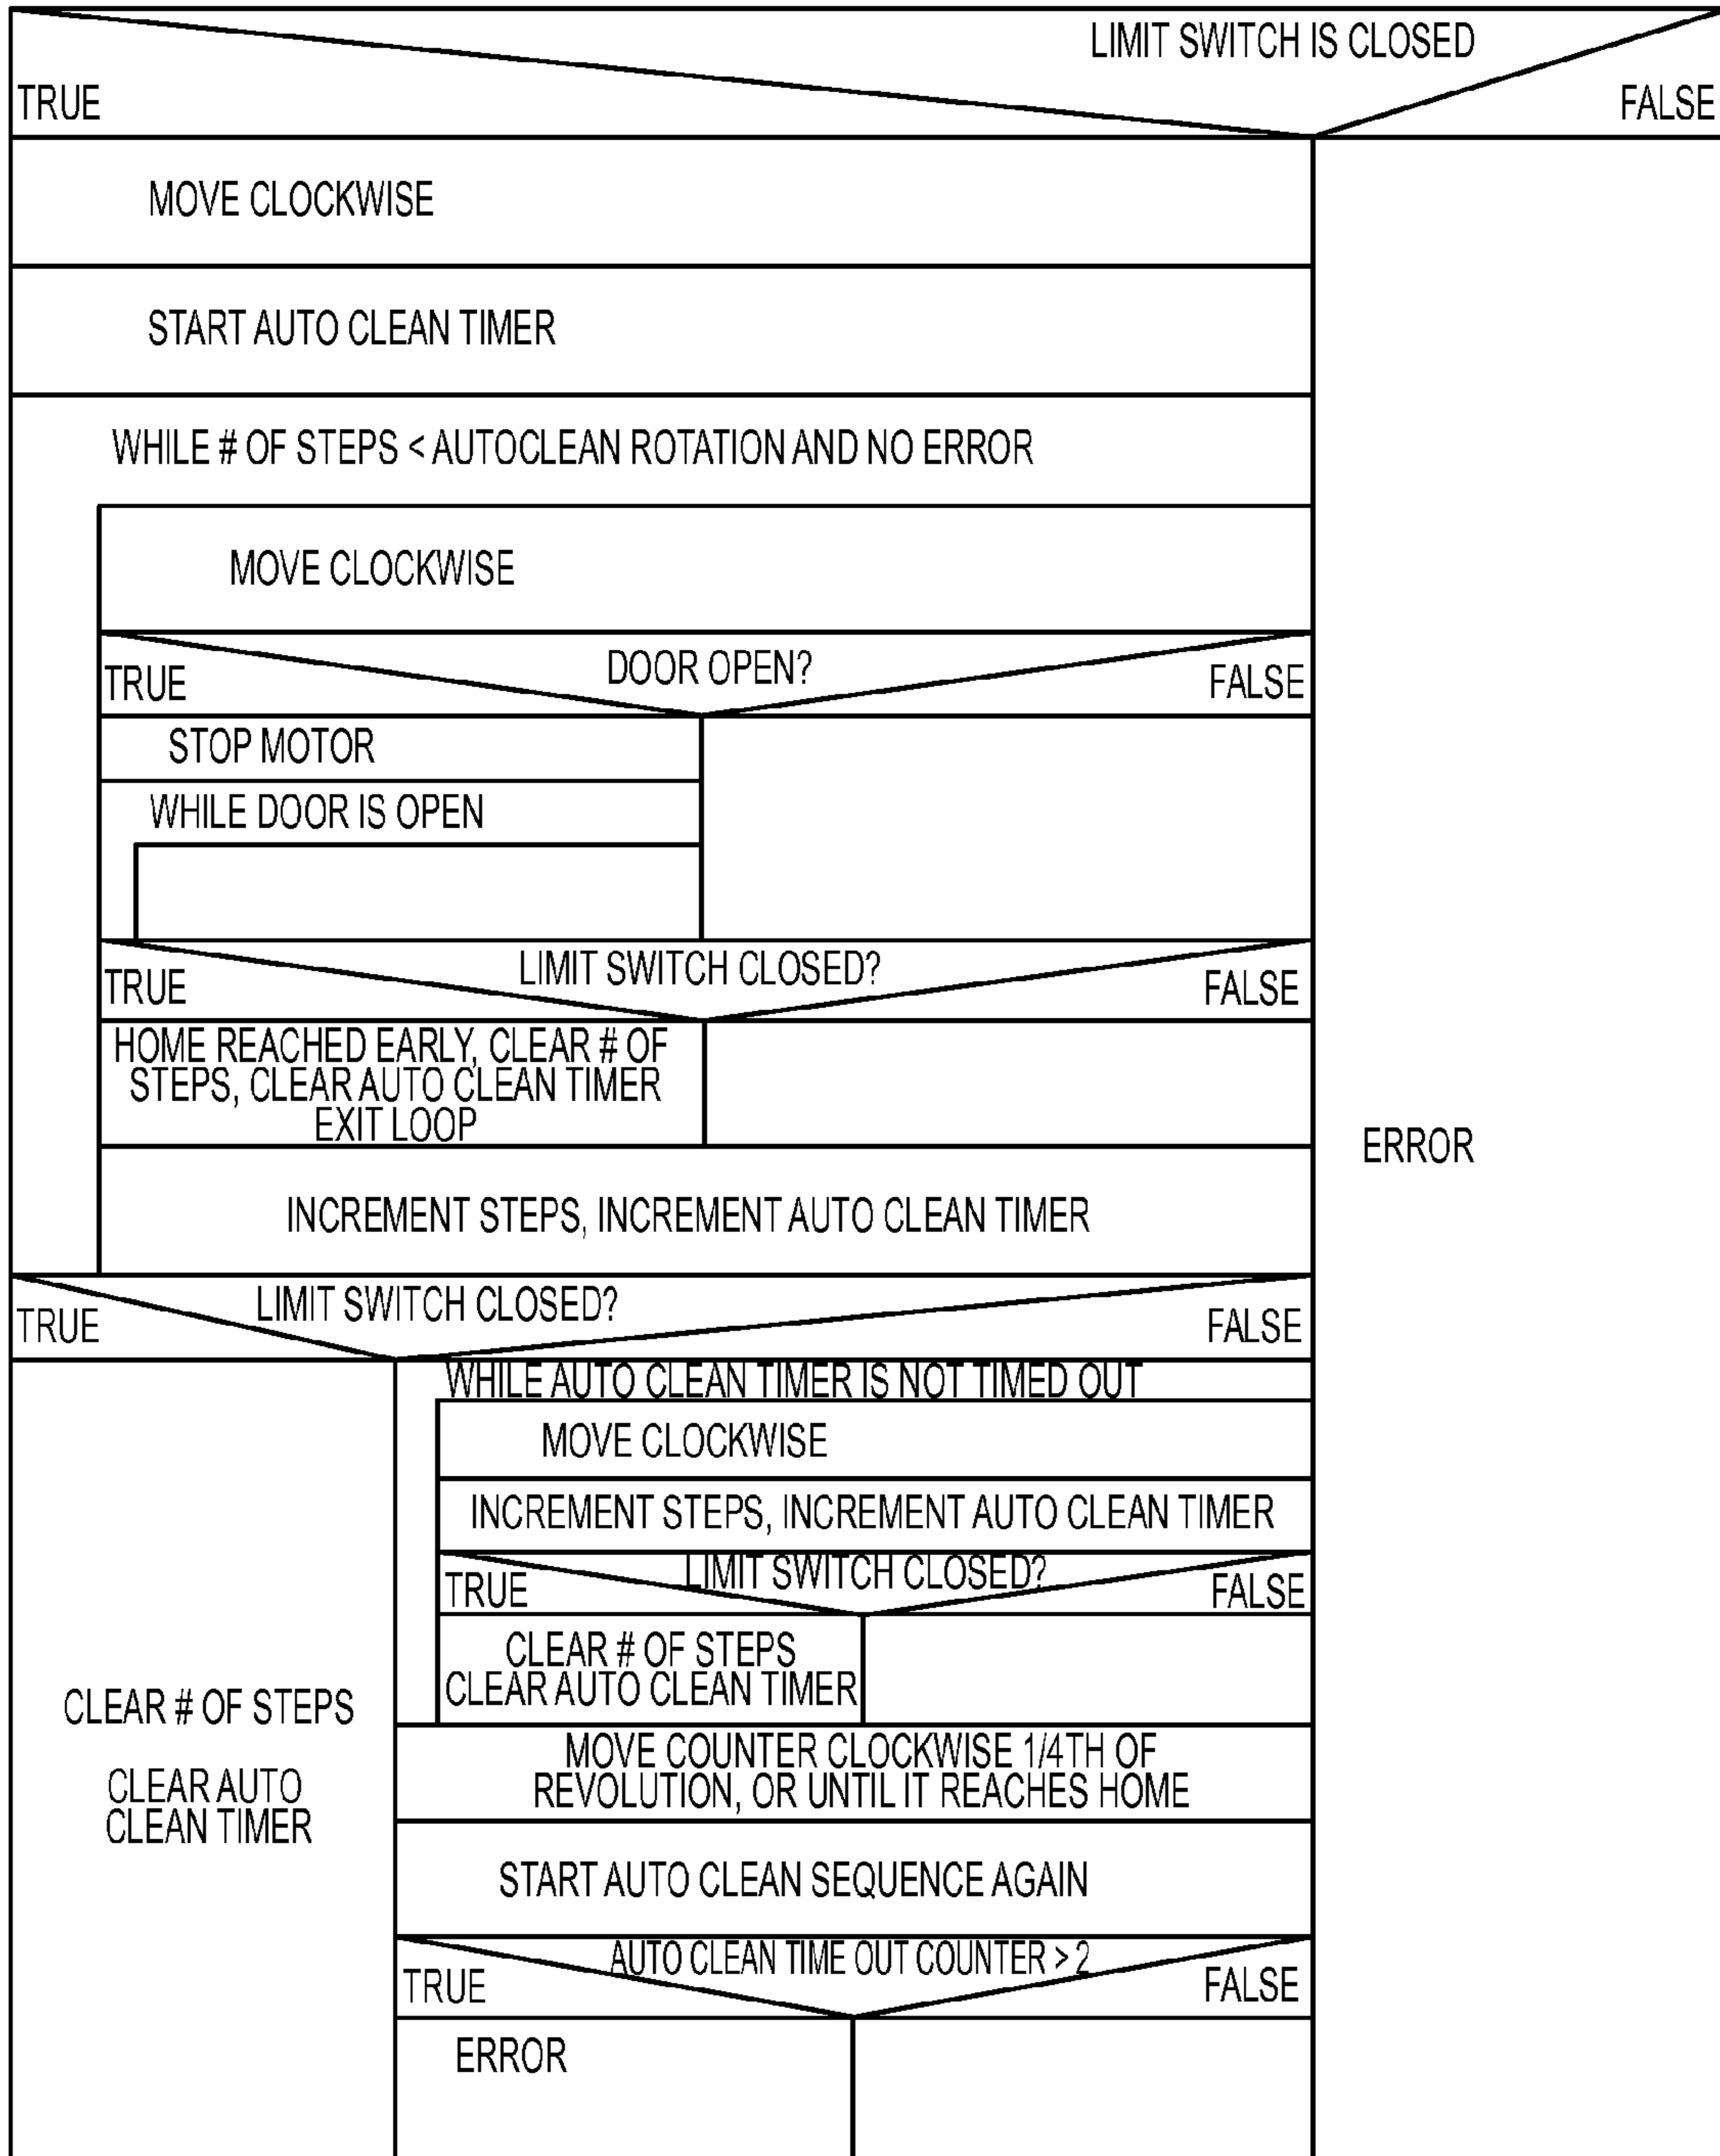 LIMIT SWITCH IS CLOSED
TRUE
FALSE
MOVE CLOCKWISE
START AUTO CLEAN TIMER
WHILE # OF STEPS < AUTOCLEAN ROTATION AND NO ERROR
MOVE CLOCKWISE
DOOR OPEN?
TRUE
FALSE
STOP MOTOR
WHILE DOOR IS OPEN
LIMIT SWITCH CLOSED?
TRUE
FALSE
HOME REACHED EARLY, CLEAR # OF
STEPS, CLEAR AUTO CLEAN TIMER
EXIT LOOP
ERROR
INCREMENT STEPS, INCREMENT AUTO CLEAN TIMER
LIMIT SWITCH CLOSED?
TRUE
FALSE
WHILE AUTO CLEAN TIMER IS NOT TIMED OUT
MOVE CLOCKWISE
INCREMENT STEPS, INCREMENT AUTO CLEAN TIMER
LIMIT SWITCH CLOSED?
TRUE
FALSE
CLEAR # OF STEPS
CLEAR AUTO CLEAN TIMER
CLEAR # OF STEPS
CLEAR AUTO
CLEAN TIMER
MOVE COUNTER CLOCKWISE 1/4TH OF
REVOLUTION, OR UNTIL IT REACHES HOME
START AUTO CLEAN SEQUENCE AGAIN
AUTO CLEAN TIME OUT COUNTER > 2
TRUE
FALSE
ERROR